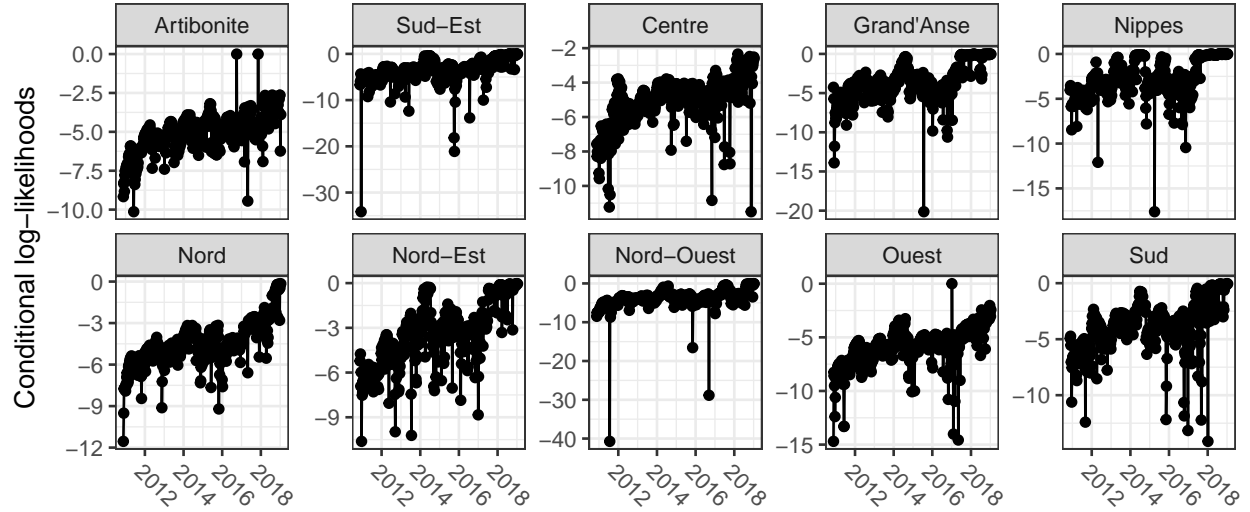 Conditional log−likelihoods
Artibonite
0.0
−2.5
−5.0
−7.5
−10.0
Sud−Est
0
−10
−20
−30
Centre
−2
−4
−6
−8
−10
Grand'Anse
0
−5
−10
−15
−20
Nippes
0
−5
−10
−15
Nord
0
−3
−6
−9
−12
Nord−Est
0
−3
−6
−9
Nord−Ouest
0
−10
−20
−30
−40
Ouest
0
−5
−10
−15
Sud
0
−5
−10
2012 2014 2016 2018
2012 2014 2016 2018
2012 2014 2016 2018
2012 2014 2016 2018
2012 2014 2016 2018